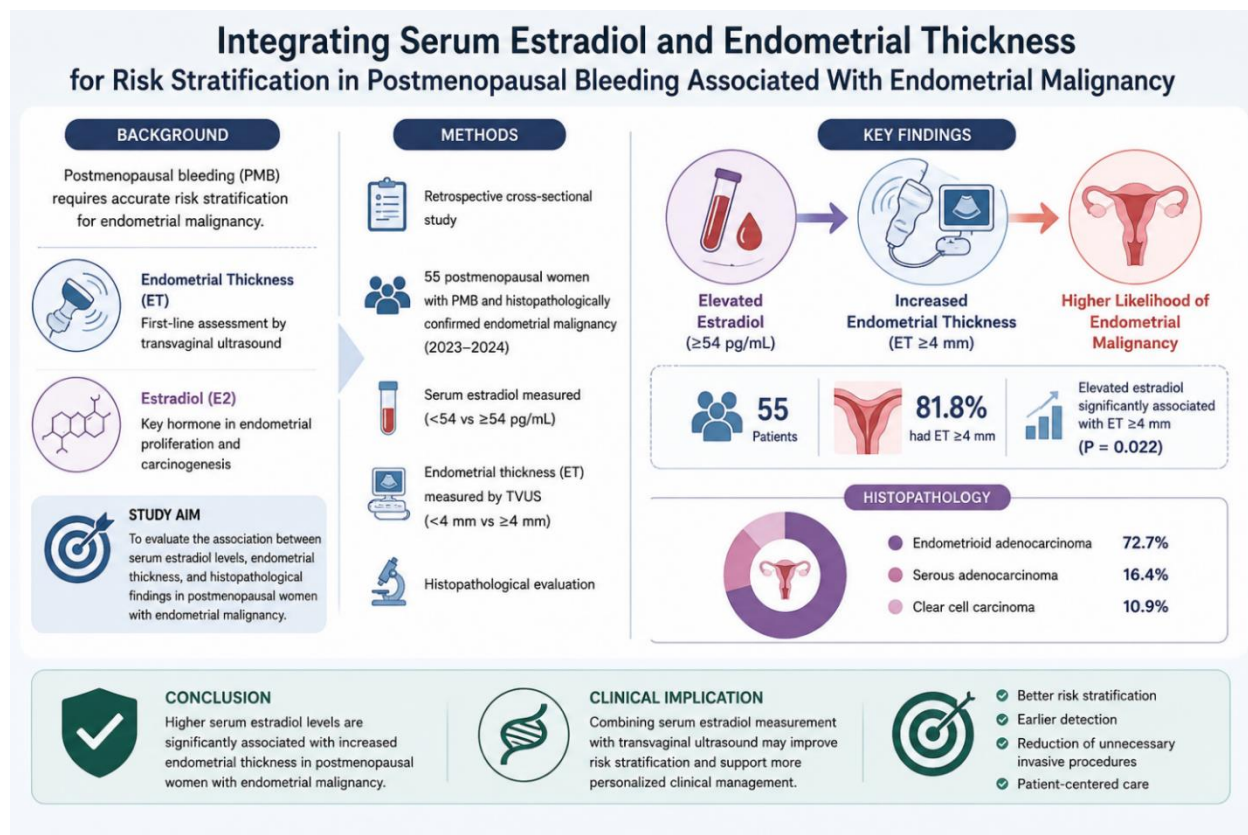 Integrating Serum Estradiol and Endometrial Thickness
for Risk Stratification in Postmenopausal Bleeding Associated With Endometrial Malignancy
BACKGROUND
Postmenopausal bleeding (PMB)
requires accurate risk stratification
for endometrial malignancy.
Endometrial Thickness
(ET)
First-line assessment by
transvaginal ultrasound
Estradiol (E2)
Key hormone in endometrial
proliferation and
carcinogenesis
STUDY AIM
To evaluate the association between
serum estradiol levels, endometrial
thickness, and histopathological
findings in postmenopausal women
with endometrial malignancy.
METHODS
Retrospective cross-sectional
study
55 postmenopausal women
with PMB and histopathologically
confirmed endometrial malignancy
(2023–2024)
Serum estradiol measured
(<54 vs ≥54 pg/mL)
Endometrial thickness (ET)
measured by TVUS
(<4 mm vs ≥4 mm)
Histopathological evaluation
KEY FINDINGS
Elevated
Estradiol
(≥54 pg/mL)
Increased
Endometrial Thickness
(ET ≥4 mm)
Higher Likelihood of
Endometrial
Malignancy
55
Patients
81.8%
had ET ≥4 mm
Elevated estradiol
significantly associated
with ET ≥4 mm
(P = 0.022)
HISTOPATHOLOGY
Endometrioid adenocarcinoma 72.7%
Serous adenocarcinoma 16.4%
Clear cell carcinoma 10.9%
CONCLUSION
Higher serum estradiol levels are
significantly associated with increased
endometrial thickness in postmenopausal
women with endometrial malignancy.
CLINICAL IMPLICATION
Combining serum estradiol measurement
with transvaginal ultrasound may improve
risk stratification and support more
personalized clinical management.
Better risk stratification
Earlier detection
Reduction of unnecessary
invasive procedures
Patient-centered care